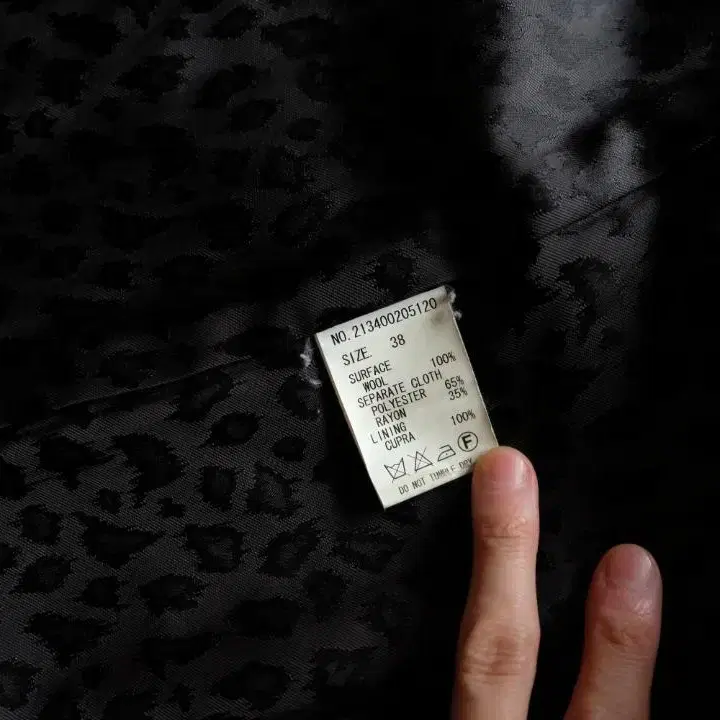 NO. 213400205120
SIZE 38
SURFACE
WOOL 100%
SEPARATE CLOTH
POLYESTER 65%
RAYON 35%
LINING
CUPRA 100%
F
DO NOT TUMBLE DRY